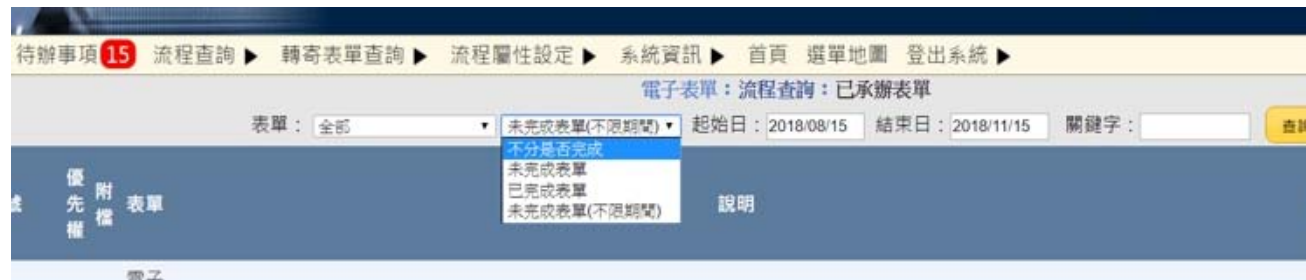 待辦事項 15 流程查詢 ▶ 轉寄表單查詢 ▶ 流程屬性設定 ▶ 系統資訊 ▶ 首頁 選單地圖 登出系統 ▶
電子表單：流程查詢：已承辦表單
表單： 全部 未完成表單(不限期間) 起始日： 2018/08/15 結束日： 2018/11/15 關鍵字：
不分是否完成
未完成表單
已完成表單
未完成表單(不限期間)
優先權 附檔 表單 說明
電子